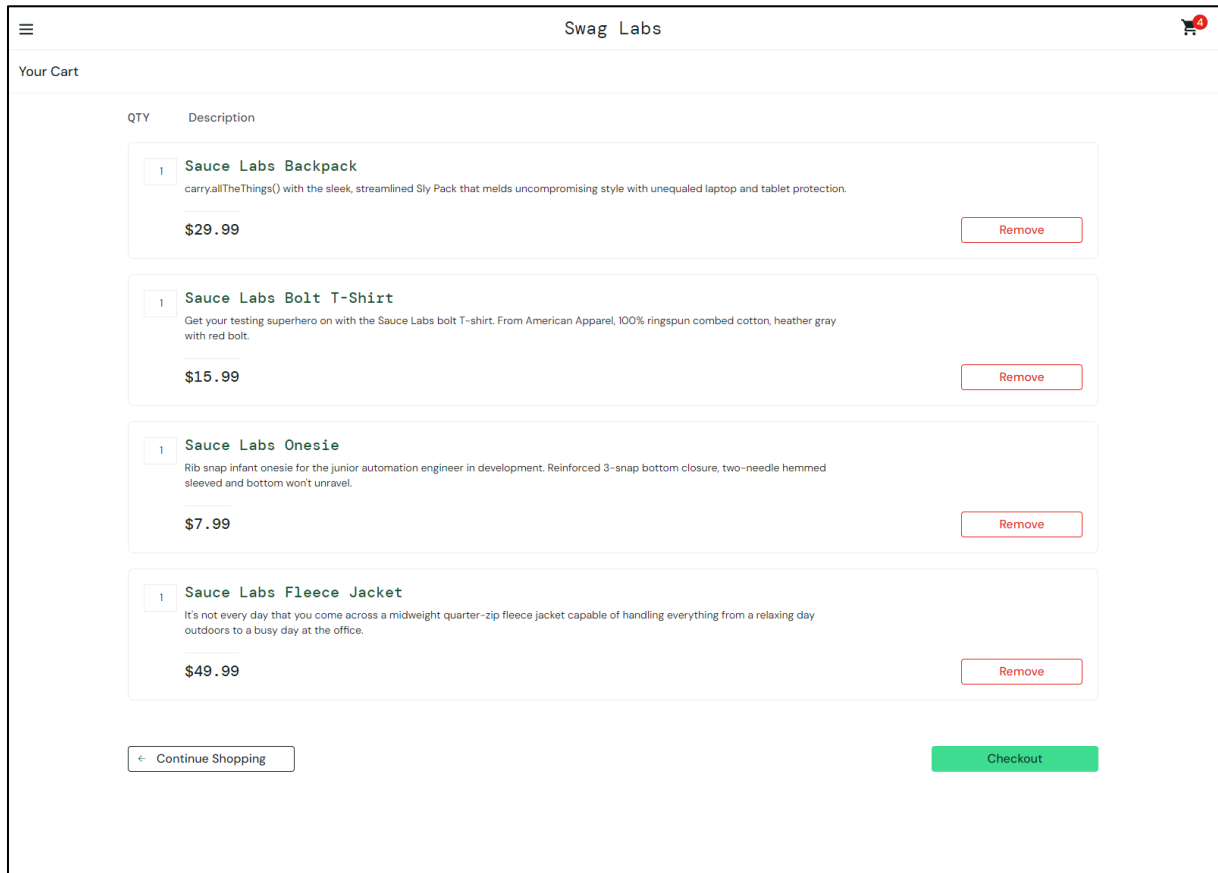 Swag Labs
4
Your Cart
QTY Description
1
Sauce Labs Backpack
carry.allTheThings() with the sleek, streamlined Sly Pack that melds uncompromising style with unequaled laptop and tablet protection.
$29.99
Remove
1
Sauce Labs Bolt T-Shirt
Get your testing superhero on with the Sauce Labs bolt T-shirt. From American Apparel, 100% ringspun combed cotton, heather gray
with red bolt.
$15.99
Remove
1
Sauce Labs Onesie
Rib snap infant onesie for the junior automation engineer in development. Reinforced 3-snap bottom closure, two-needle hemmed
sleeved and bottom won't unravel.
$7.99
Remove
1
Sauce Labs Fleece Jacket
It's not every day that you come across a midweight quarter-zip fleece jacket capable of handling everything from a relaxing day
outdoors to a busy day at the office.
$49.99
Remove
Continue Shopping
Checkout